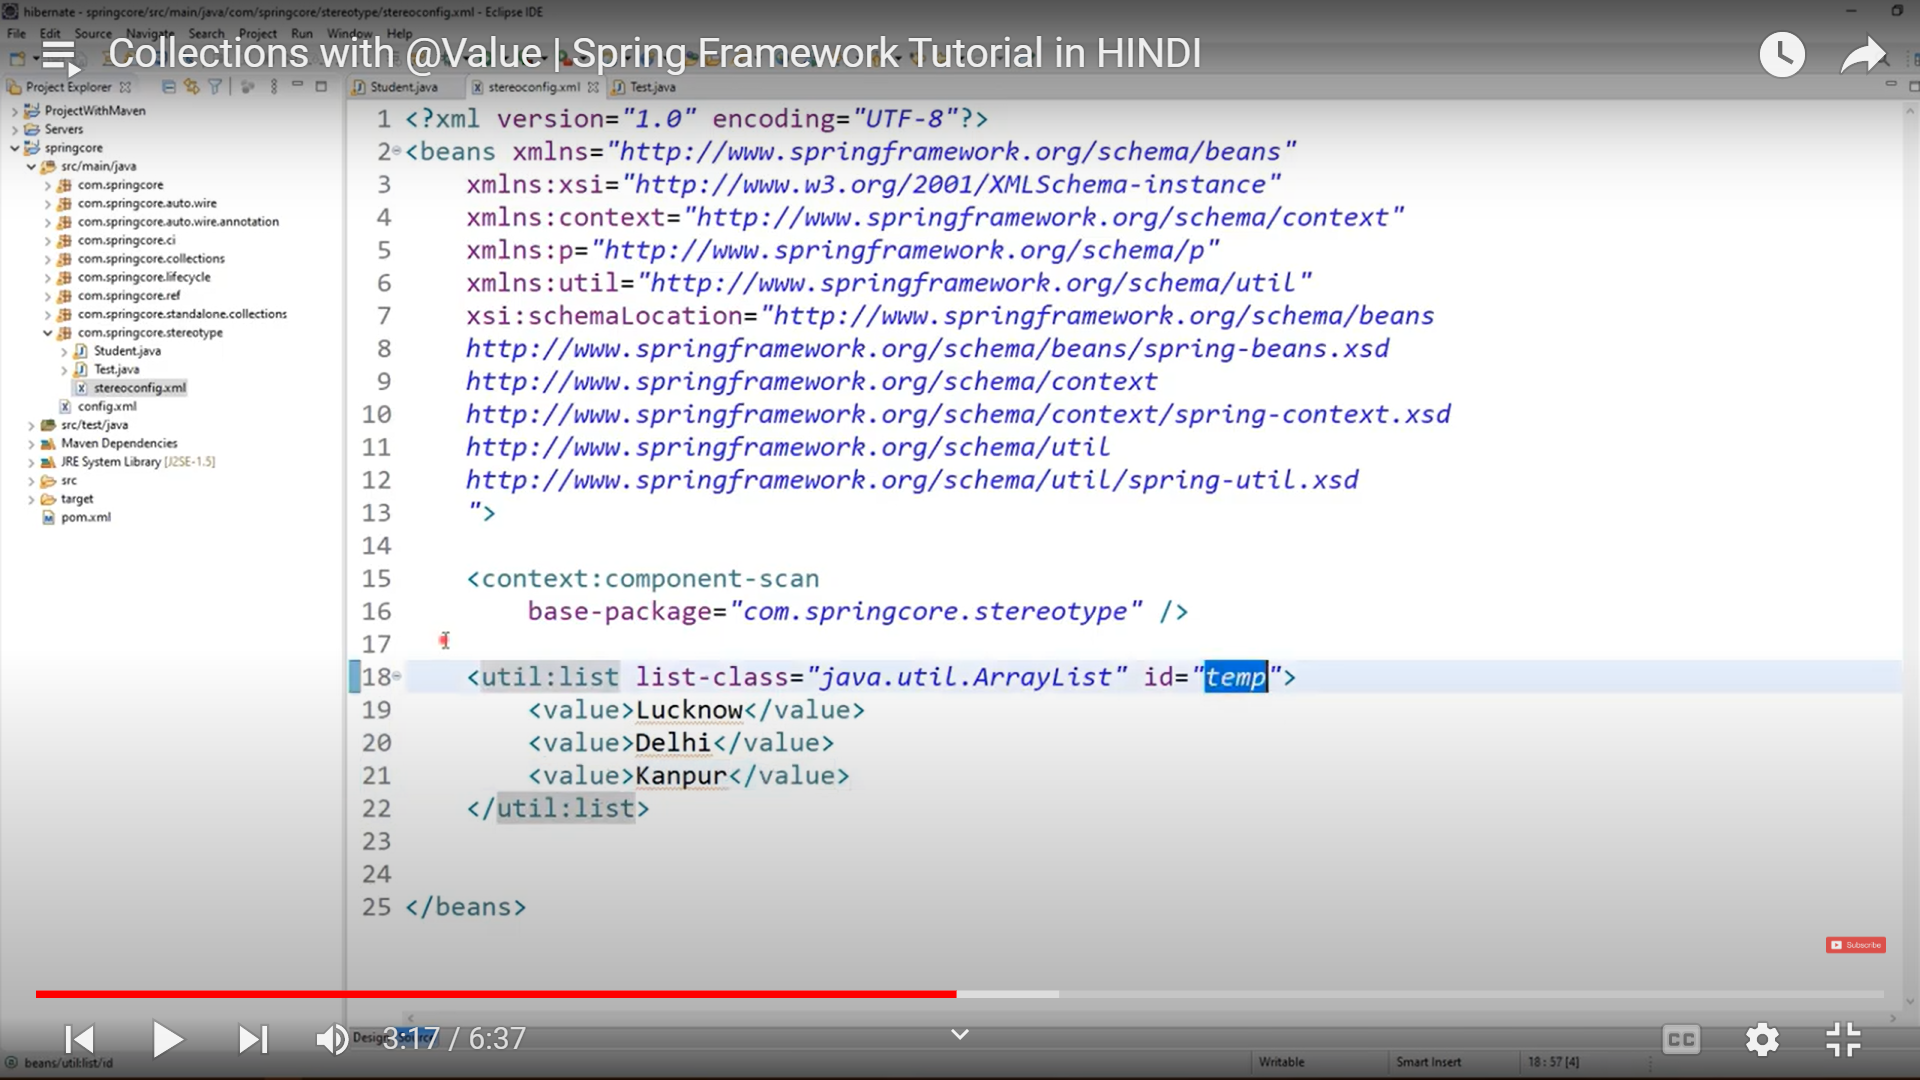 hibernate - springcore/src/main/java/com/springcore/stereotype/stereoconfig.xml - Eclipse IDE
File Edit Source Navigate Search Project Run Window Help
Collections with @Value | Spring Framework Tutorial in HINDI
Project Explorer
Student.java stereoconfig.xml Test.java
ProjectWithMaven
Servers
springcore
src/main/java
com.springcore
com.springcore.auto.wire
com.springcore.auto.wire.annotation
com.springcore.ci
com.springcore.collections
com.springcore.lifecycle
com.springcore.ref
com.springcore.standalone.collections
com.springcore.stereotype
Student.java
Test.java
stereoconfig.xml
config.xml
src/test/java
Maven Dependencies
JRE System Library [J2SE-1.5]
src
target
pom.xml
1 <?xml version="1.0" encoding="UTF-8"?>
2 <beans xmlns="http://www.springframework.org/schema/beans"
3 xmlns:xsi="http://www.w3.org/2001/XMLSchema-instance"
4 xmlns:context="http://www.springframework.org/schema/context"
5 xmlns:p="http://www.springframework.org/schema/p"
6 xmlns:util="http://www.springframework.org/schema/util"
7 xsi:schemaLocation="http://www.springframework.org/schema/beans
8 http://www.springframework.org/schema/beans/spring-beans.xsd
9 http://www.springframework.org/schema/context
10 http://www.springframework.org/schema/context/spring-context.xsd
11 http://www.springframework.org/schema/util
12 http://www.springframework.org/schema/util/spring-util.xsd
13 ">
14
15 <context:component-scan
16 base-package="com.springcore.stereotype" />
17
18 <util:list list-class="java.util.ArrayList" id="temp">
19 <value>Lucknow</value>
20 <value>Delhi</value>
21 <value>Kanpur</value>
22 </util:list>
23
24
25 </beans>
Subscribe
Design
3:17 / 6:37
CC
beans/util:list/id
Writable Smart Insert 18 : 57 [4]